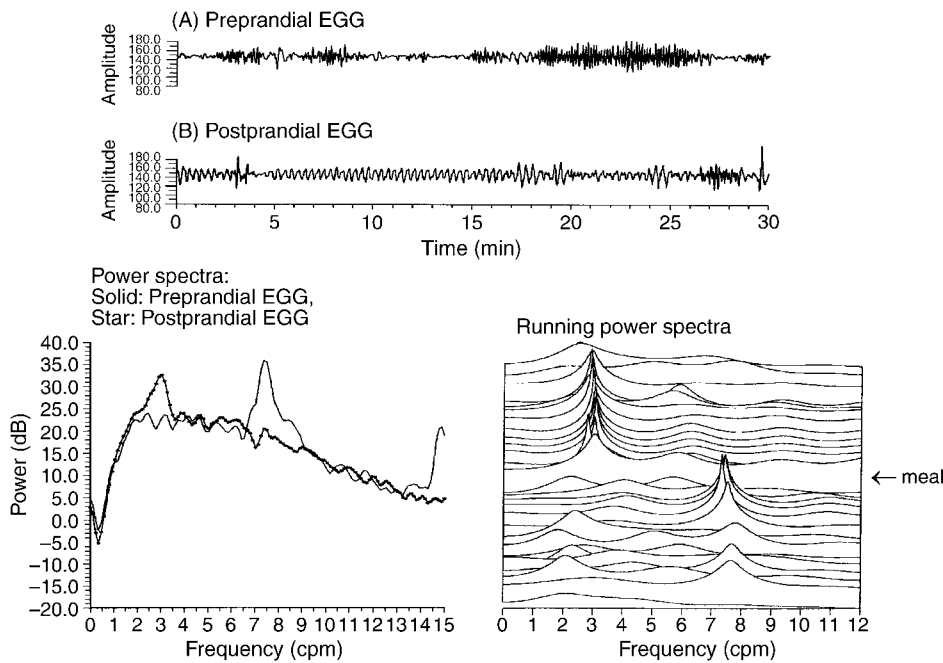 (A) Preprandial EGG
Amplitude
180.0
160.0
140.0
120.0
100.0
80.0
(B) Postprandial EGG
Amplitude
180.0
160.0
140.0
120.0
100.0
80.0
0 5 10 15 20 25 30
Time (min)
Power spectra:
Solid: Preprandial EGG,
Star: Postprandial EGG
Power (dB)
40.0
35.0
30.0
25.0
20.0
15.0
10.0
5.0
0.0
−5.0
−10.0
−15.0
−20.0
0 1 2 3 4 5 6 7 8 9 10 11 12 13 14 15
Frequency (cpm)
Running power spectra
← meal
0 1 2 3 4 5 6 7 8 9 10 11 12
Frequency (cpm)